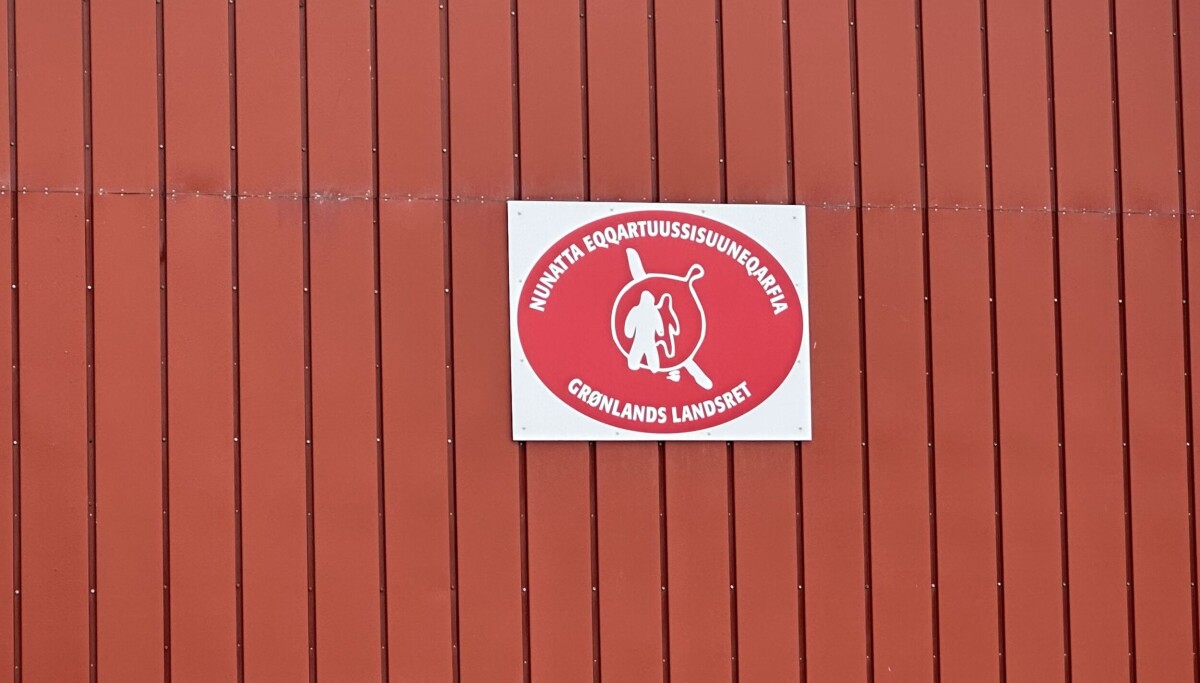 NUNATTA EQQARTUUSSISUUNEQARFIA
GRØNLANDS LANDSRET